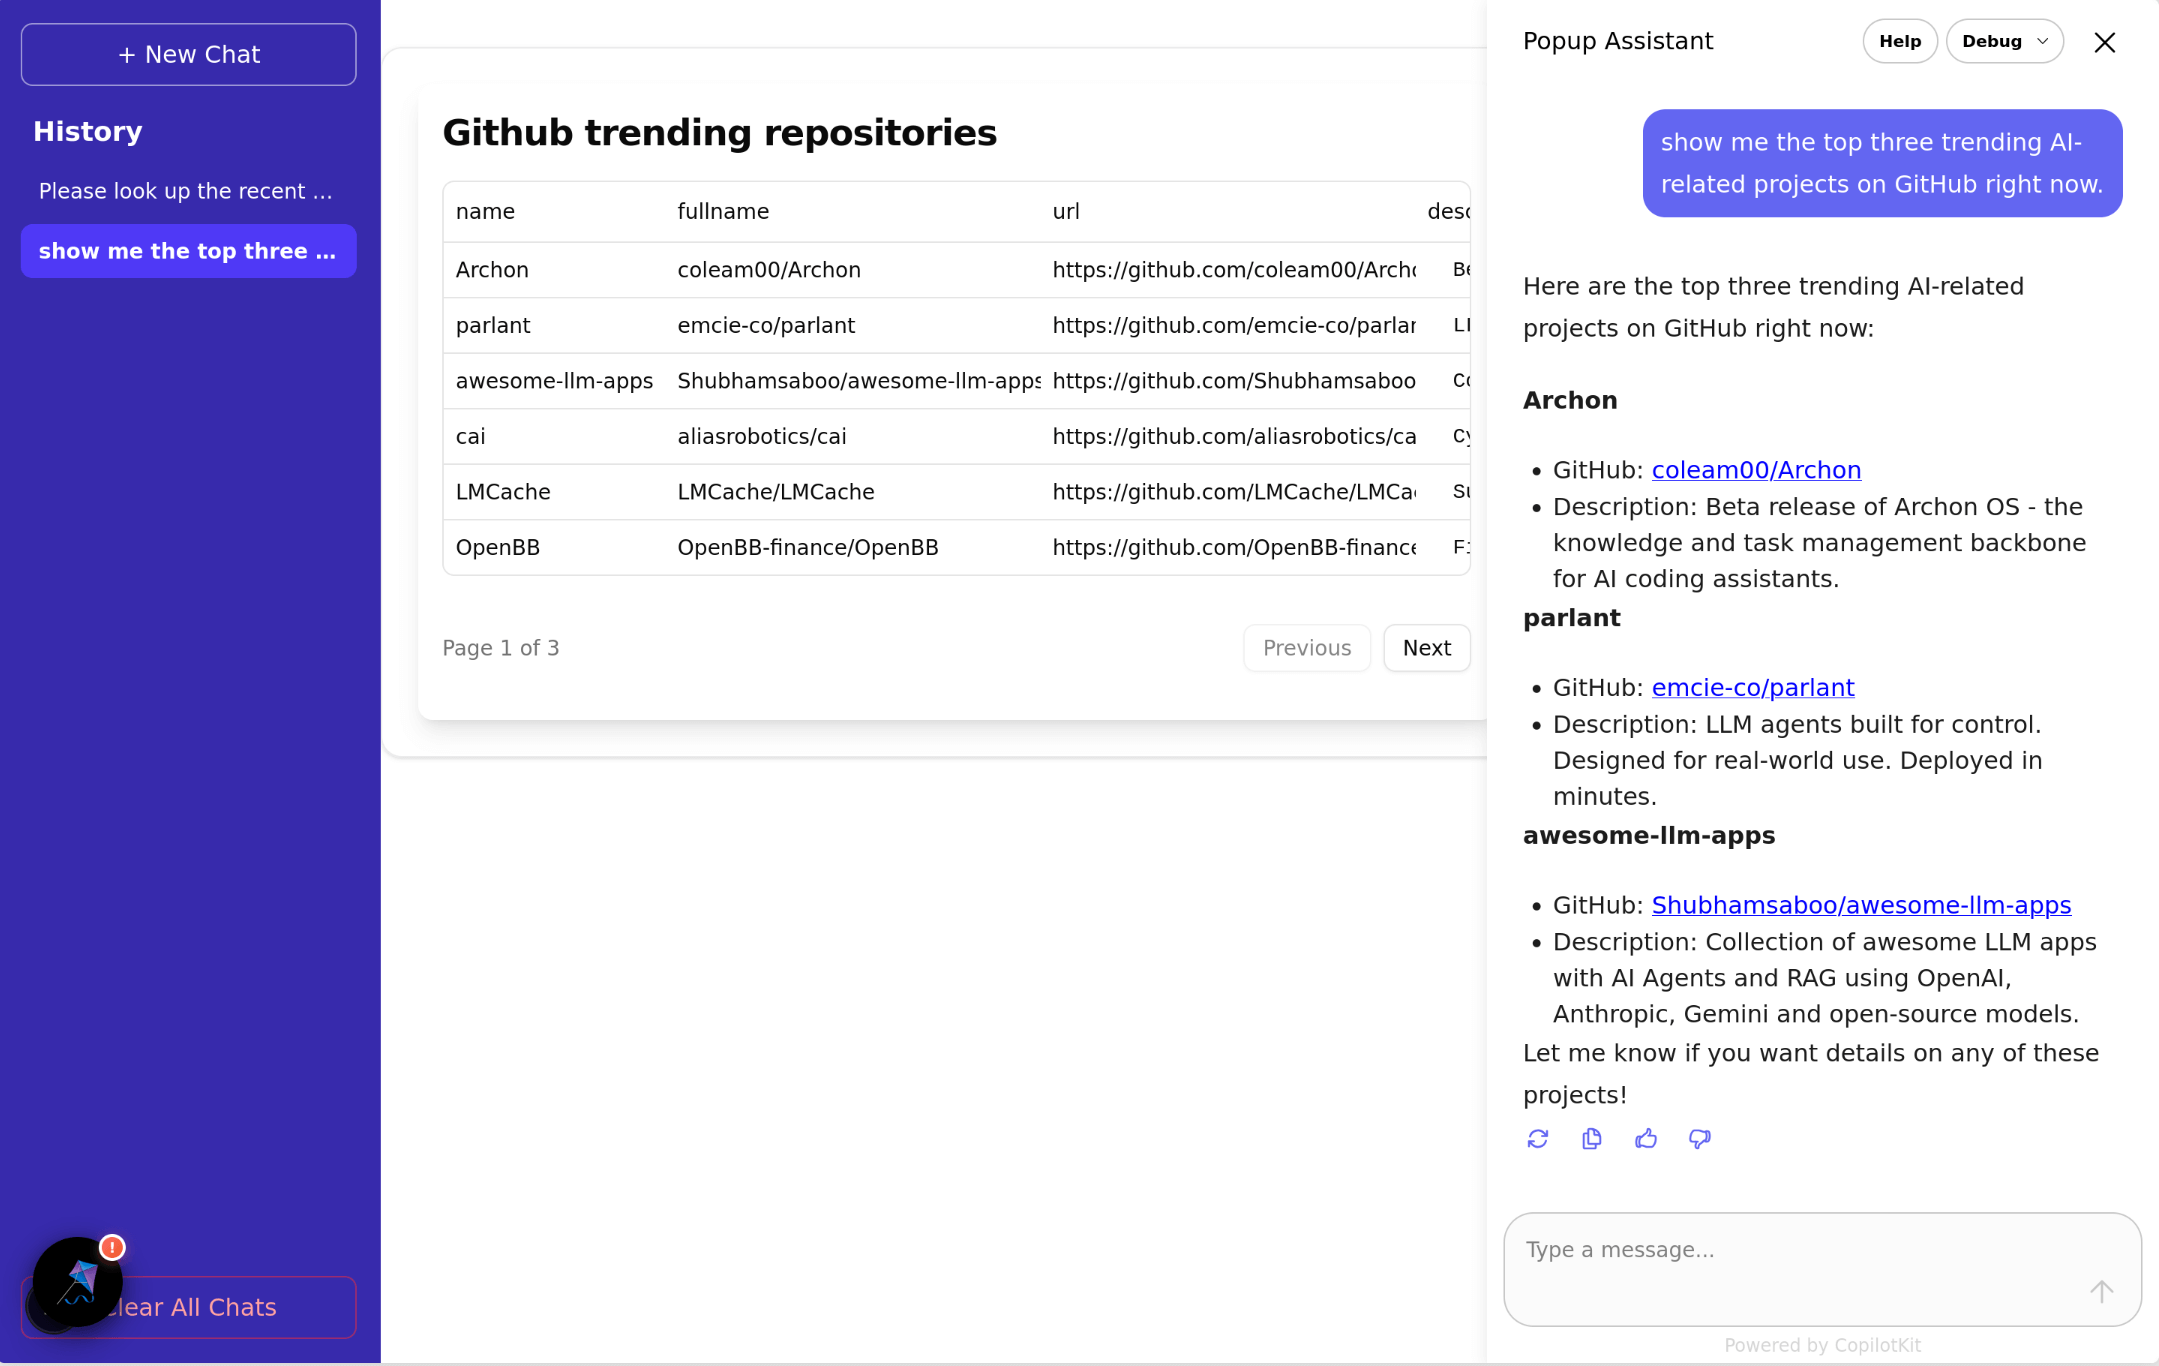 + New Chat
History
Please look up the recent ...
show me the top three ...
Clear All Chats
Github trending repositories
name fullname url desc
Archon coleam00/Archon https://github.com/coleam00/Archo Be
parlant emcie-co/parlant https://github.com/emcie-co/parlan LL
awesome-llm-apps Shubhamsaboo/awesome-llm-apps https://github.com/Shubhamsaboo Co
cai aliasrobotics/cai https://github.com/aliasrobotics/ca Cy
LMCache LMCache/LMCache https://github.com/LMCache/LMCac Su
OpenBB OpenBB-finance/OpenBB https://github.com/OpenBB-finance Fi
Page 1 of 3 Previous Next
Popup Assistant Help Debug
show me the top three trending AI-
related projects on GitHub right now.
Here are the top three trending AI-related
projects on GitHub right now:
Archon
• GitHub: coleam00/Archon
• Description: Beta release of Archon OS - the
knowledge and task management backbone
for AI coding assistants.
parlant
• GitHub: emcie-co/parlant
• Description: LLM agents built for control.
Designed for real-world use. Deployed in
minutes.
awesome-llm-apps
• GitHub: Shubhamsaboo/awesome-llm-apps
• Description: Collection of awesome LLM apps
with AI Agents and RAG using OpenAI,
Anthropic, Gemini and open-source models.
Let me know if you want details on any of these
projects!
Type a message...
Powered by CopilotKit